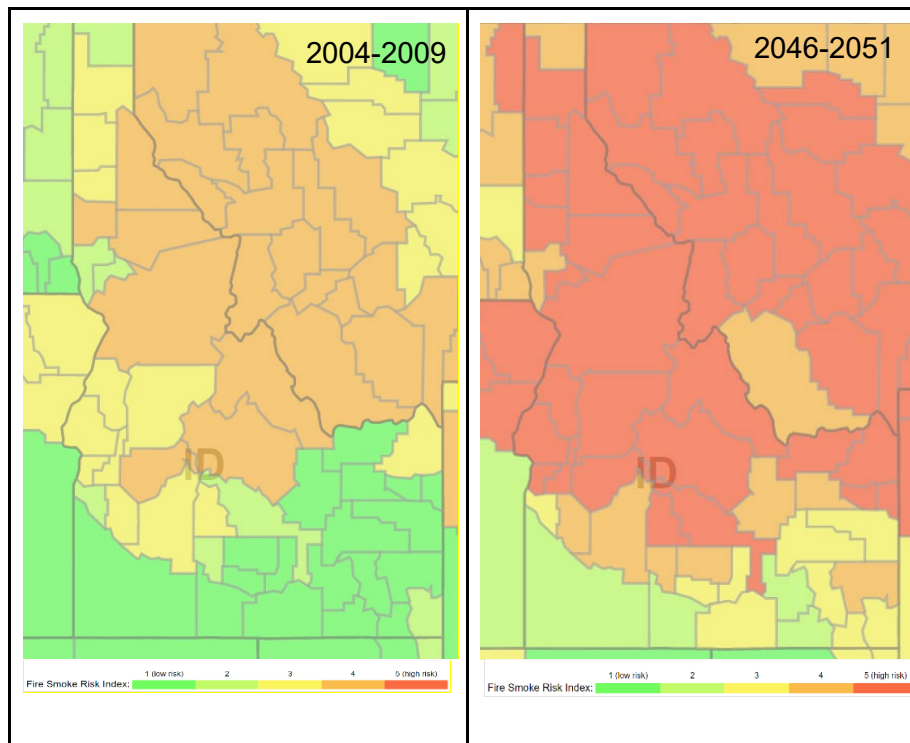 2004-2009
2046-2051
ID
ID
1 (low risk) 2 3 4 5 (high risk)
Fire Smoke Risk Index:
1 (low risk) 2 3 4 5 (high risk)
Fire Smoke Risk Index: